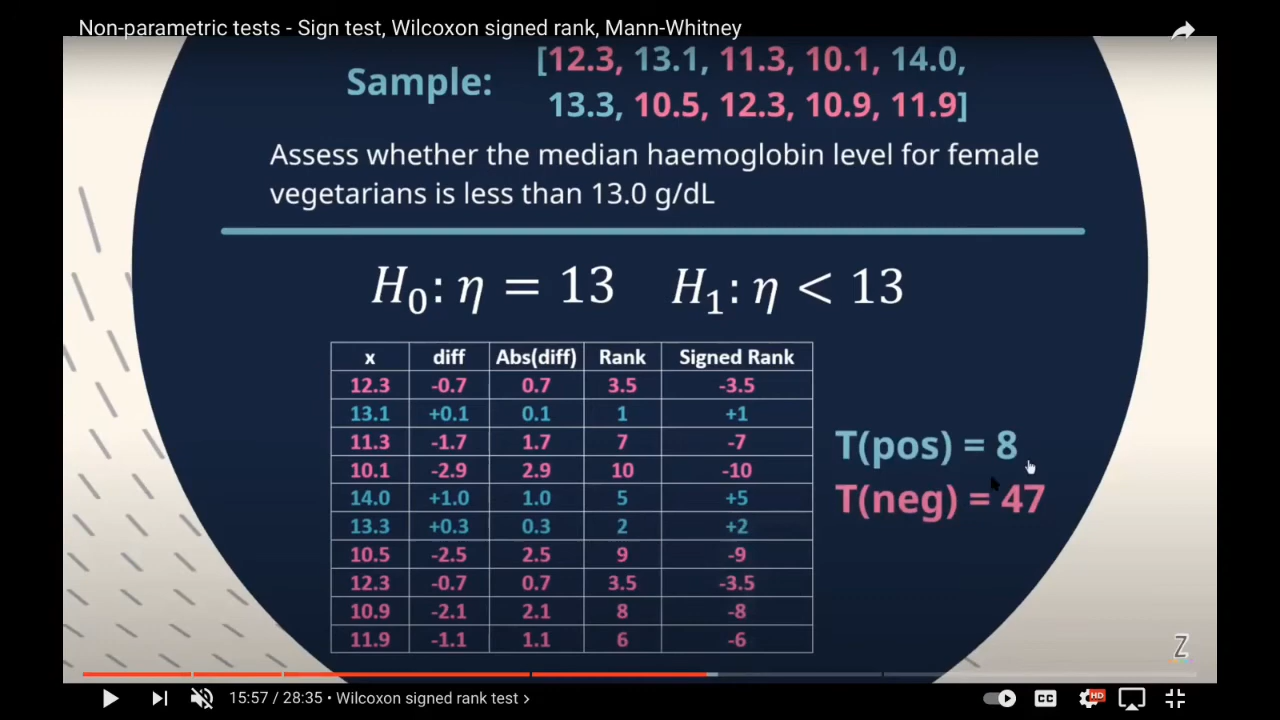 Non-parametric tests - Sign test, Wilcoxon signed rank, Mann-Whitney
Sample: [12.3, 13.1, 11.3, 10.1, 14.0,
13.3, 10.5, 12.3, 10.9, 11.9]
Assess whether the median haemoglobin level for female
vegetarians is less than 13.0 g/dL
H₀: η = 13 H₁: η < 13
x diff Abs(diff) Rank Signed Rank
12.3 -0.7 0.7 3.5 -3.5
13.1 +0.1 0.1 1 +1
11.3 -1.7 1.7 7 -7
10.1 -2.9 2.9 10 -10
14.0 +1.0 1.0 5 +5
13.3 +0.3 0.3 2 +2
10.5 -2.5 2.5 9 -9
12.3 -0.7 0.7 3.5 -3.5
10.9 -2.1 2.1 8 -8
11.9 -1.1 1.1 6 -6
T(pos) = 8
T(neg) = 47
Z
15:57 / 28:35 • Wilcoxon signed rank test ›
CC
HD